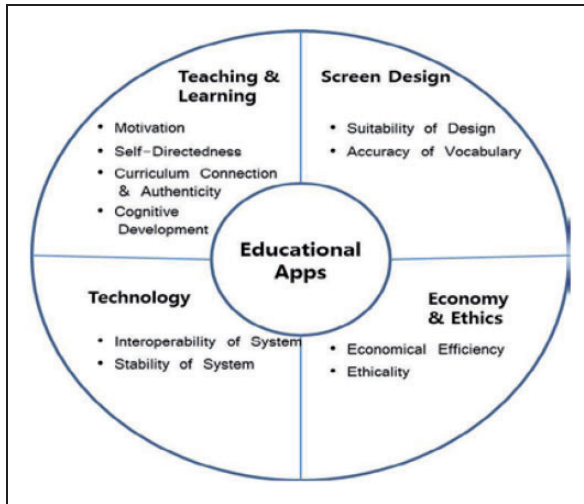 Teaching &
Learning
• Motivation
• Self-Directedness
• Curriculum Connection
& Authenticity
• Cognitive
Development
Screen Design
• Suitability of Design
• Accuracy of Vocabulary
Educational
Apps
Technology
• Interoperability of System
• Stability of System
Economy
& Ethics
• Economical Efficiency
• Ethicality